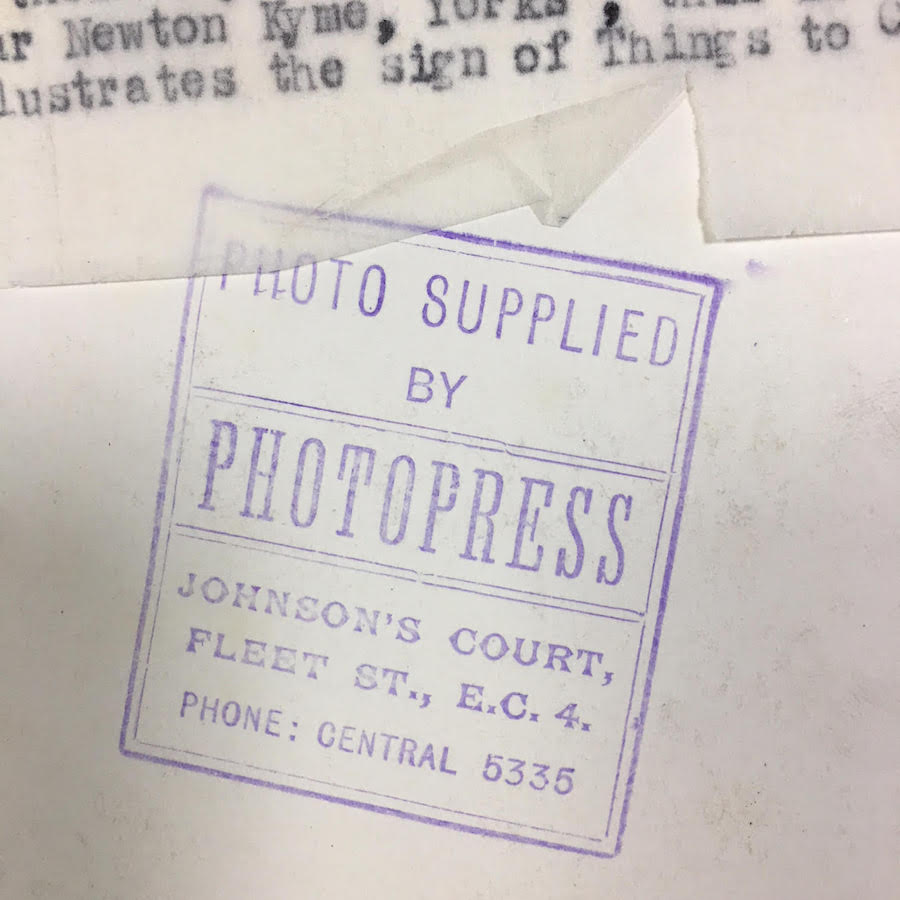 Newton Kyme, Yorks,
lustrates the sign of Things to
PHOTO SUPPLIED
BY
PHOTOPRESS
JOHNSON'S COURT,
FLEET ST., E.C. 4.
PHONE: CENTRAL 5335